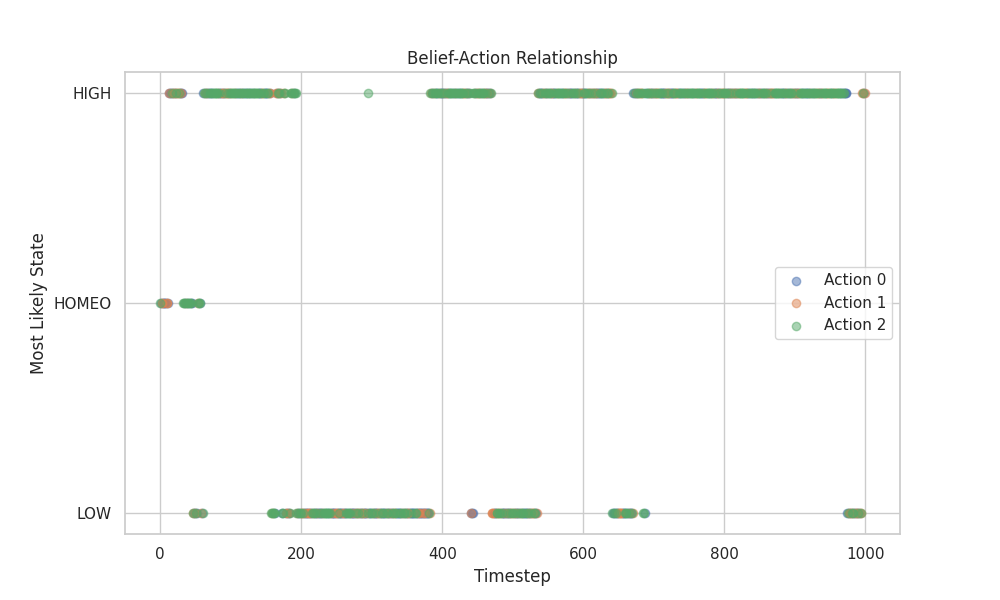 Belief-Action Relationship
HIGH
HOMEO
LOW
Most Likely State
Action 0
Action 1
Action 2
0
200
400
600
800
1000
Timestep